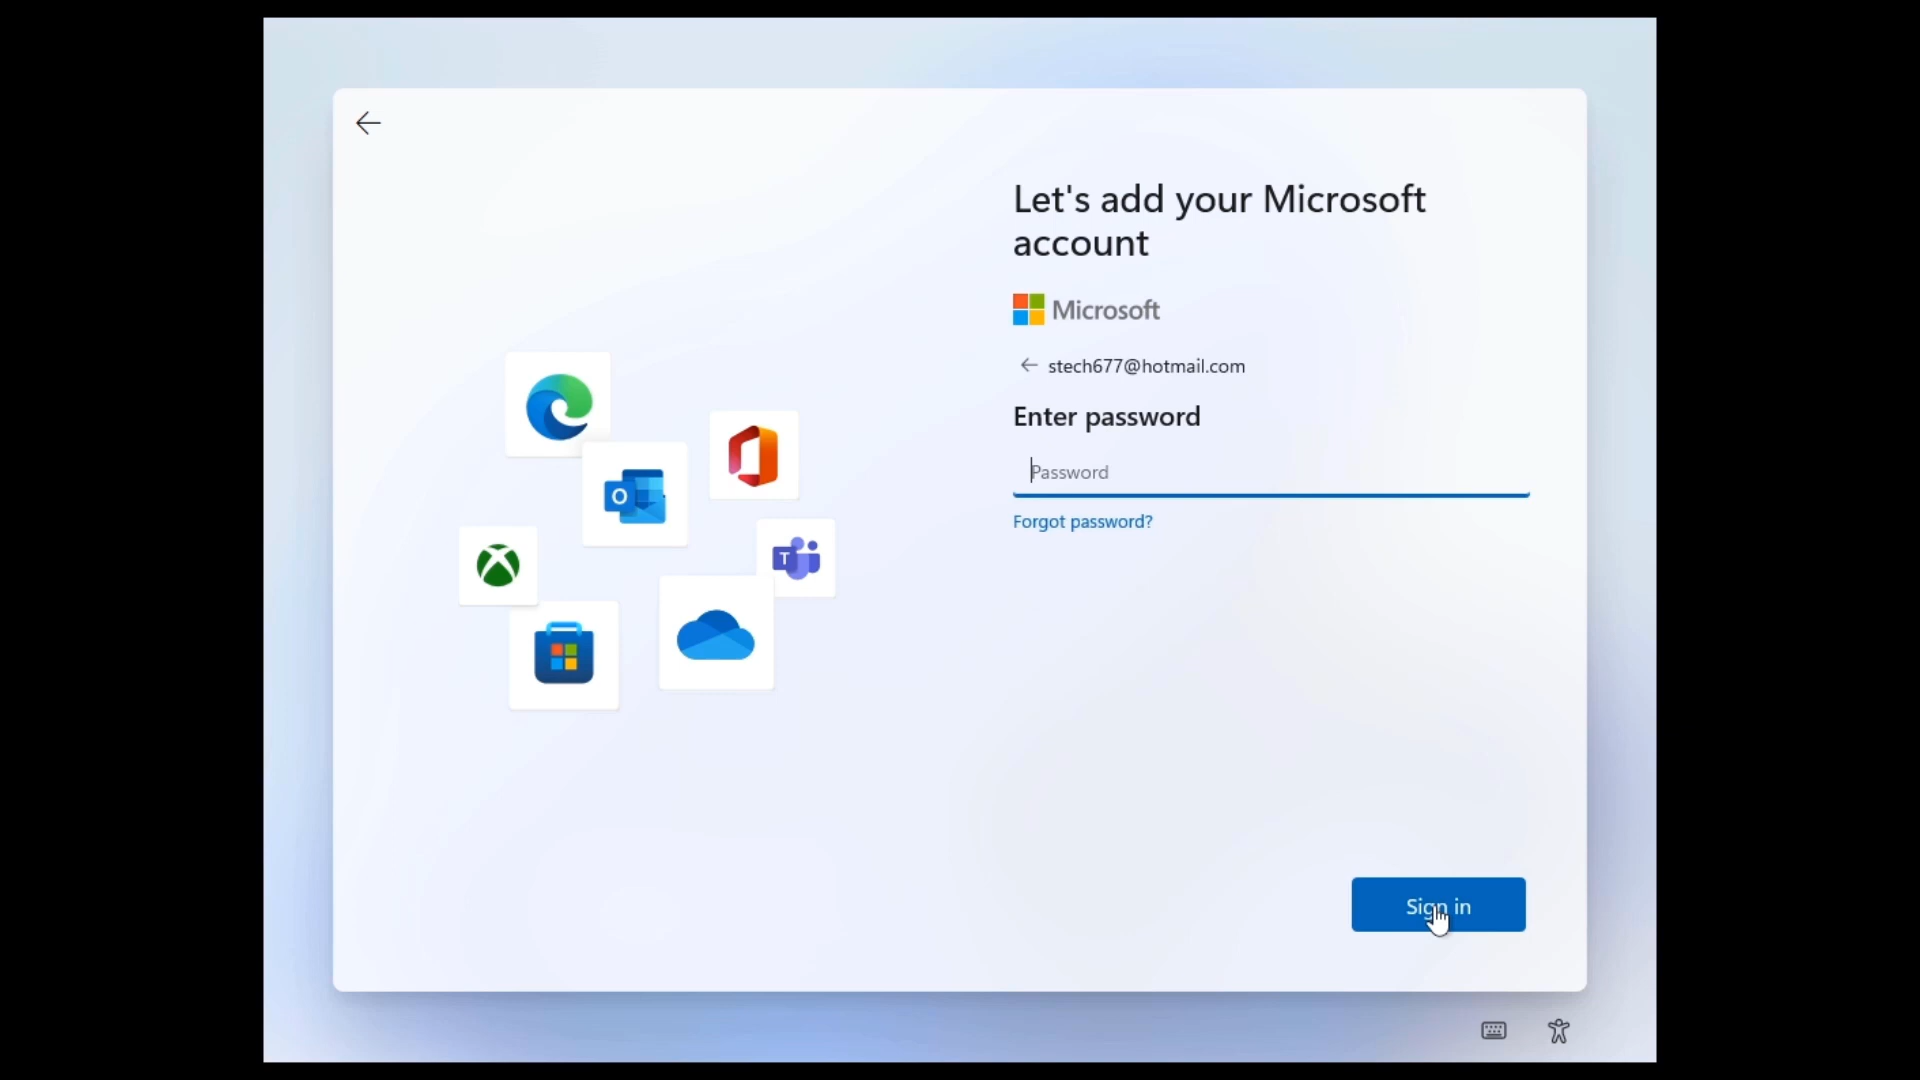 Let's add your Microsoft
account
Microsoft
stech677@hotmail.com
Enter password
Password
Forgot password?
O
T
Sign in